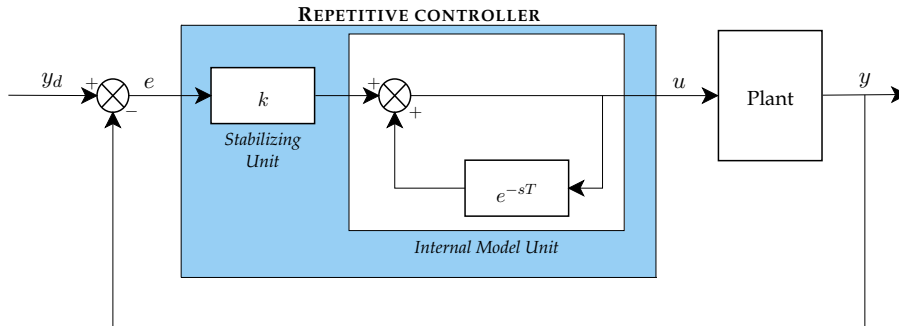 REPETITIVE CONTROLLER
y_d
+
−
e
k
Stabilizing
Unit
+
+
e^{-sT}
Internal Model Unit
u
Plant
y